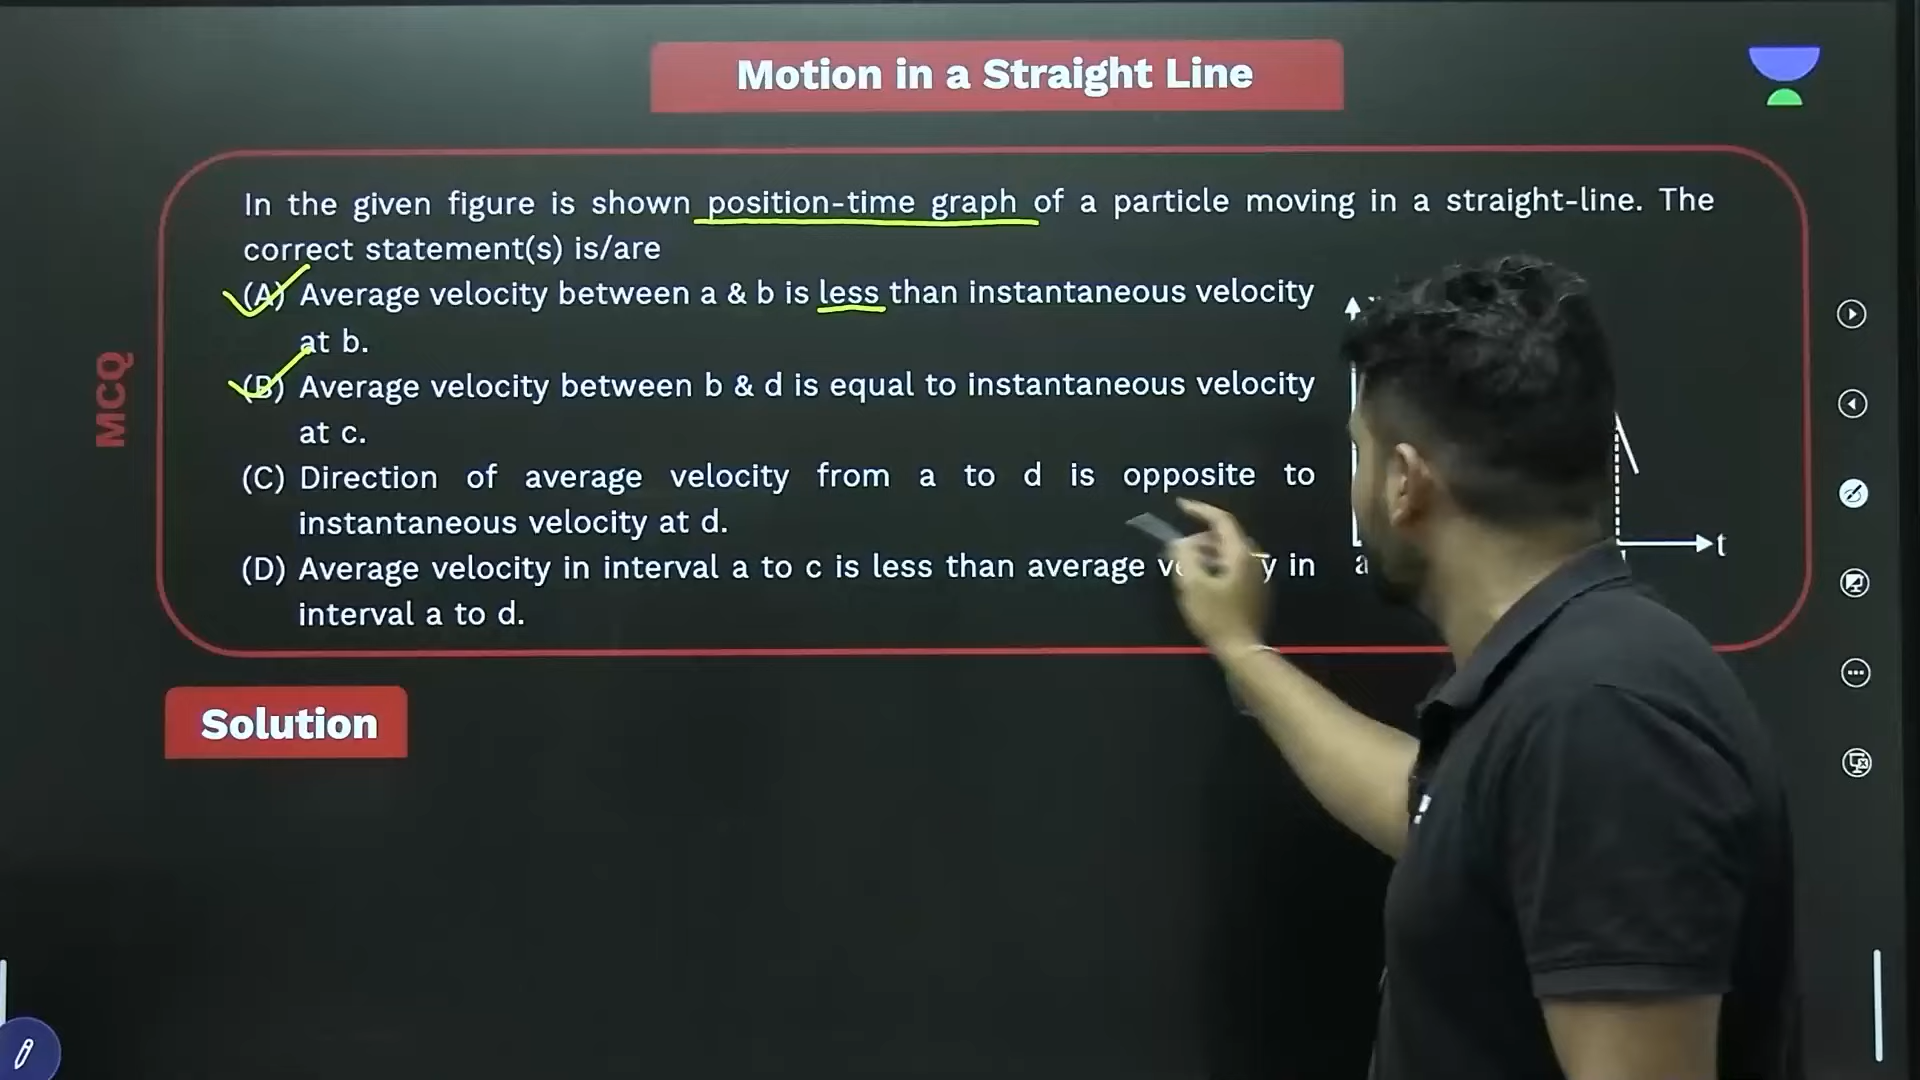 Motion in a Straight Line
In the given figure is shown position-time graph of a particle moving in a straight-line. The
correct statement(s) is/are
(A) Average velocity between a & b is less than instantaneous velocity
at b.
(B) Average velocity between b & d is equal to instantaneous velocity
at c.
(C) Direction of average velocity from a to d is opposite to
instantaneous velocity at d.
(D) Average velocity in interval a to c is less than average in
interval a to d.
MCQ
t
a
Solution